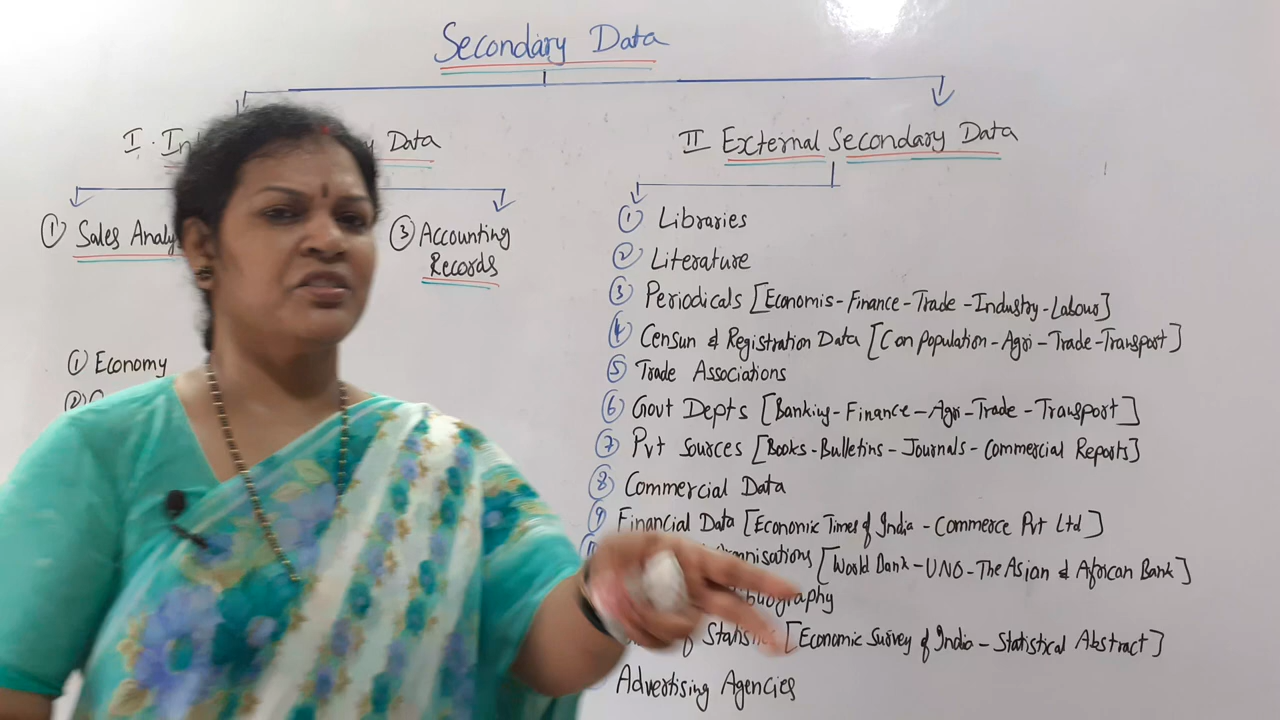 Secondary Data
I. Data
II External Secondary Data
① Sales
③ Accounting
Records
① Economy
②
① Libraries
② Literature
③ Periodicals [Economis - Finance - Trade - Industry - Labour]
④ Censun & Registration Data [Con Population - Agri - Trade - Transport]
⑤ Trade Associations
⑥ Govt Depts [Banking - Finance - Agri - Trade - Transport]
⑦ Pvt Sources [Books - Bulletins - Journals - Commercial Reports]
⑧ Commercial Data
⑨ Financial Data [Economic Times of India - Commerce Pvt Ltd]
[World Bank - UNO - The Asian & African Bank]
of Statistics [Economic Survey of India - Statistical Abstract]
Advertising Agencies